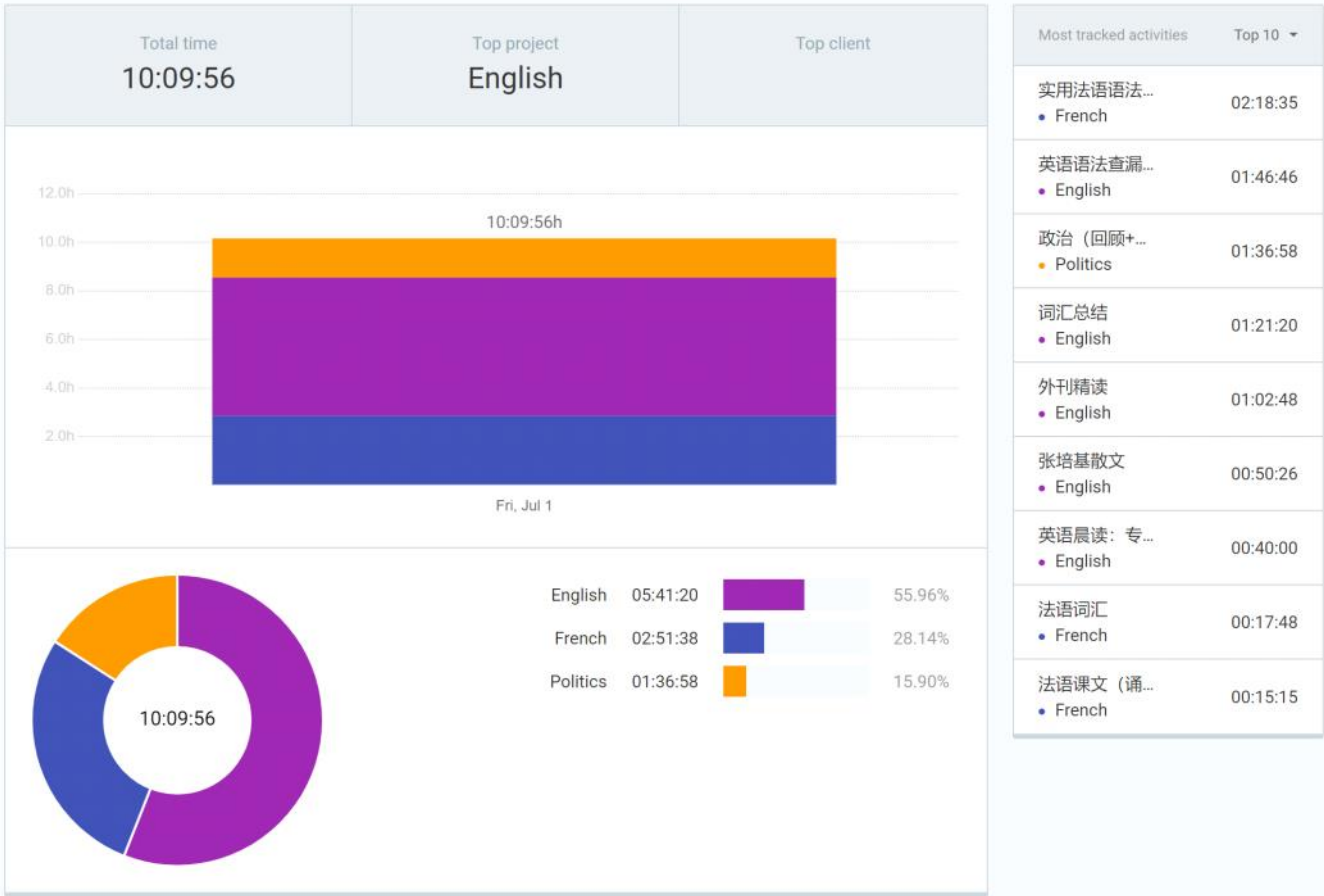 Total time
10:09:56
Top project
English
Top client
12.0h
10:09:56h
10.0h
8.0h
6.0h
4.0h
2.0h
Fri, Jul 1
10:09:56
English 05:41:20 55.96%
French 02:51:38 28.14%
Politics 01:36:58 15.90%
Most tracked activities Top 10
实用法语语法... 02:18:35
French
英语语法查漏... 01:46:46
English
政治（回顾+... 01:36:58
Politics
词汇总结 01:21:20
English
外刊精读 01:02:48
English
张培基散文 00:50:26
English
英语晨读：专... 00:40:00
English
法语词汇 00:17:48
French
法语课文（诵... 00:15:15
French